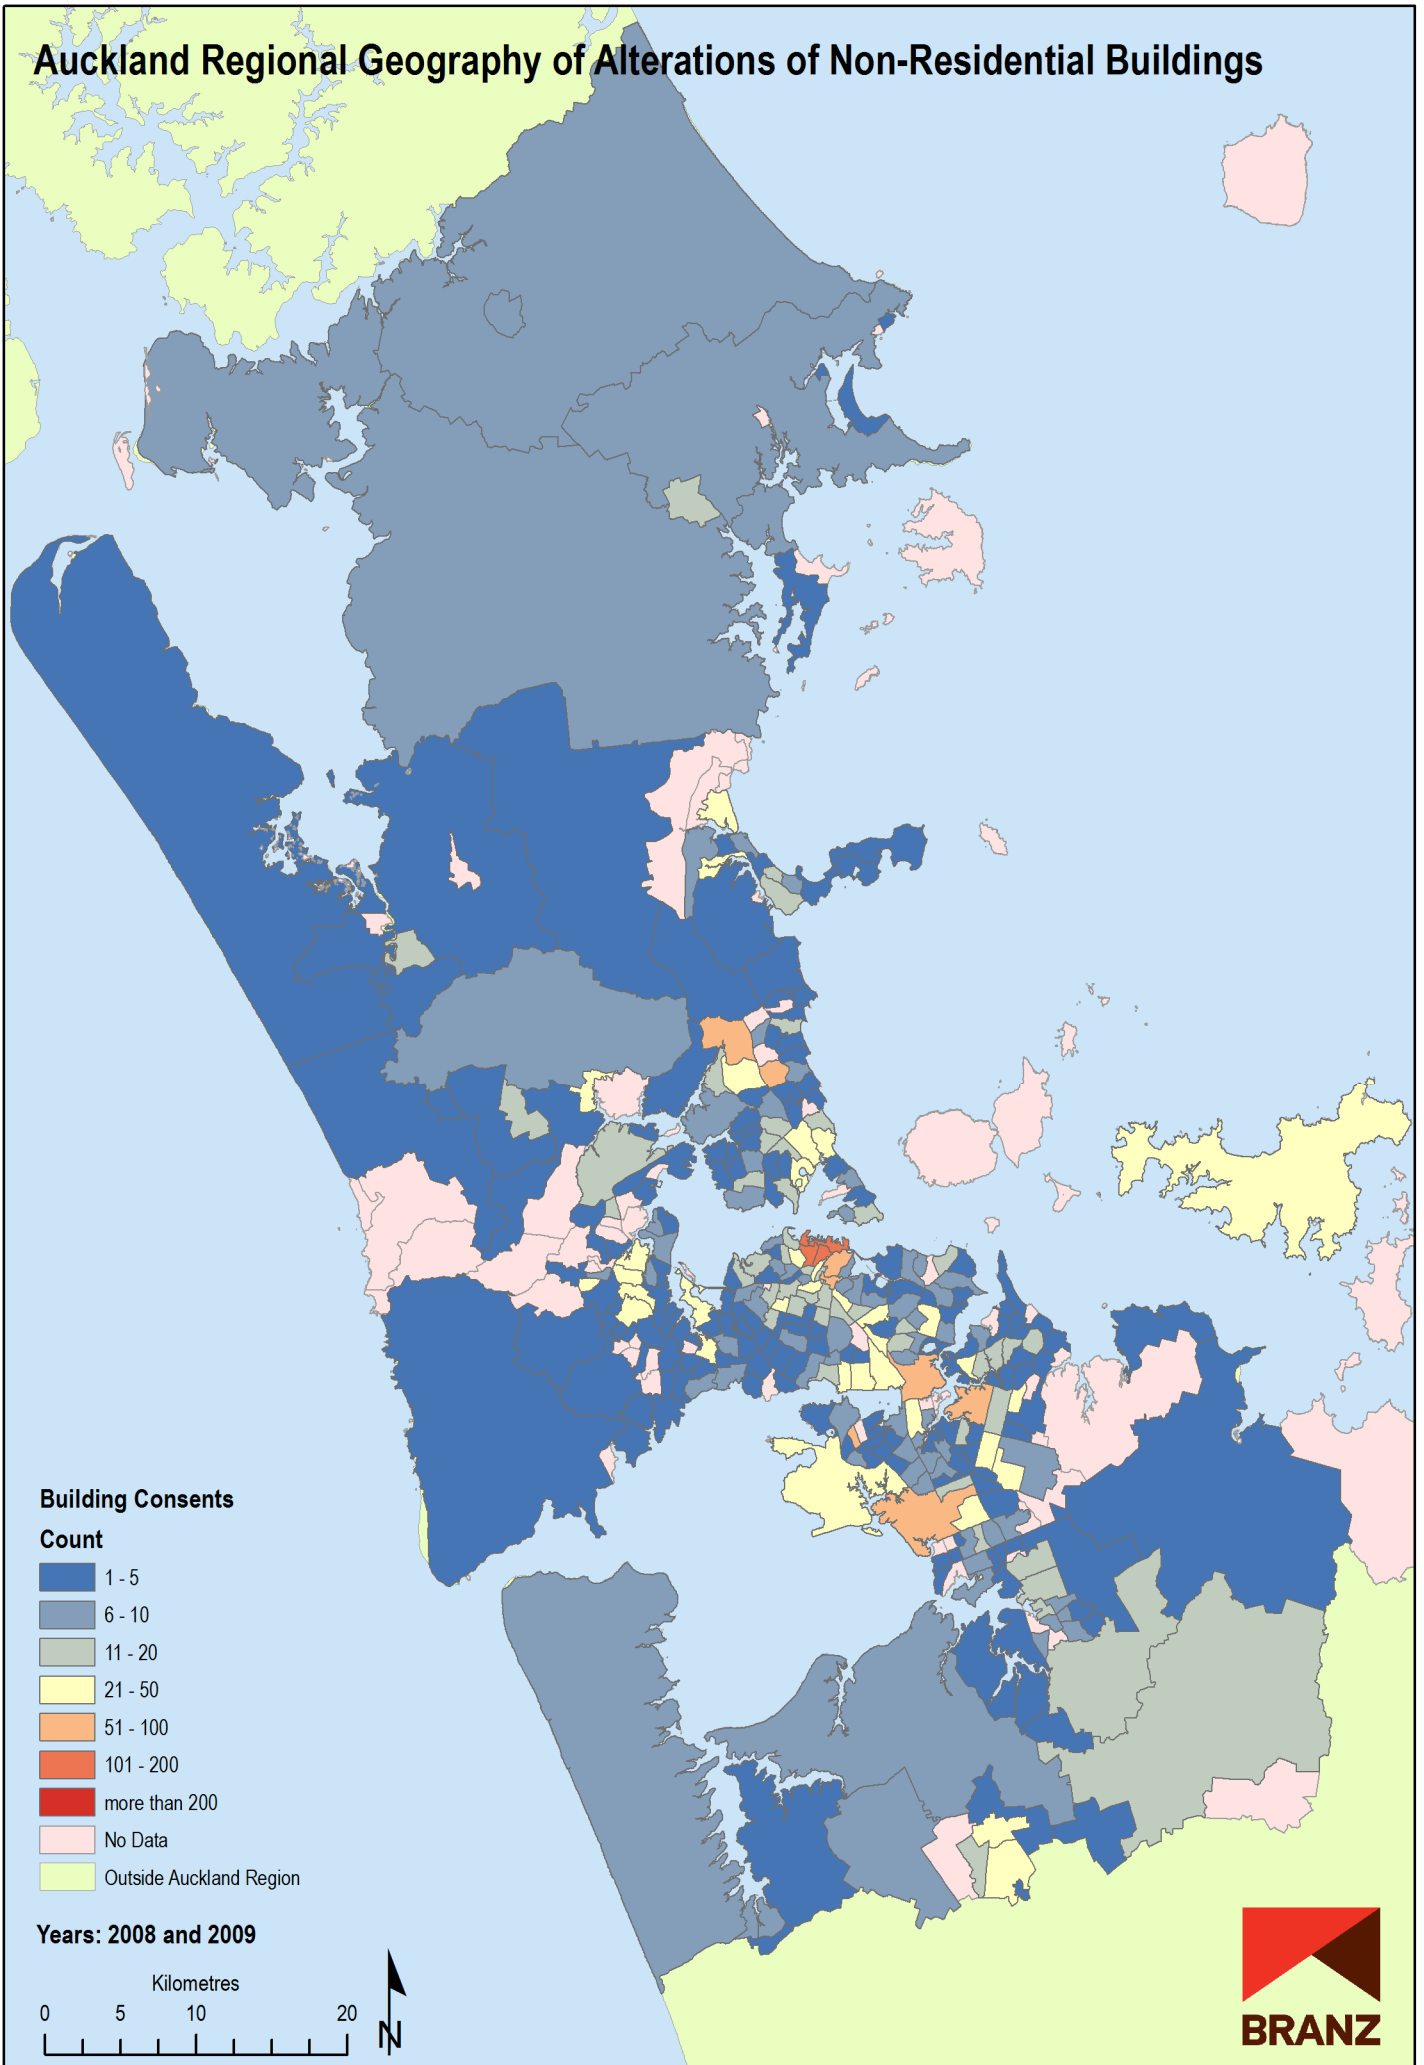 Auckland Regional Geography of Alterations of Non-Residential Buildings
Building Consents
Count
1 - 5
6 - 10
11 - 20
21 - 50
51 - 100
101 - 200
more than 200
No Data
Outside Auckland Region
Years: 2008 and 2009
Kilometres
0 5 10 20
N
BRANZ